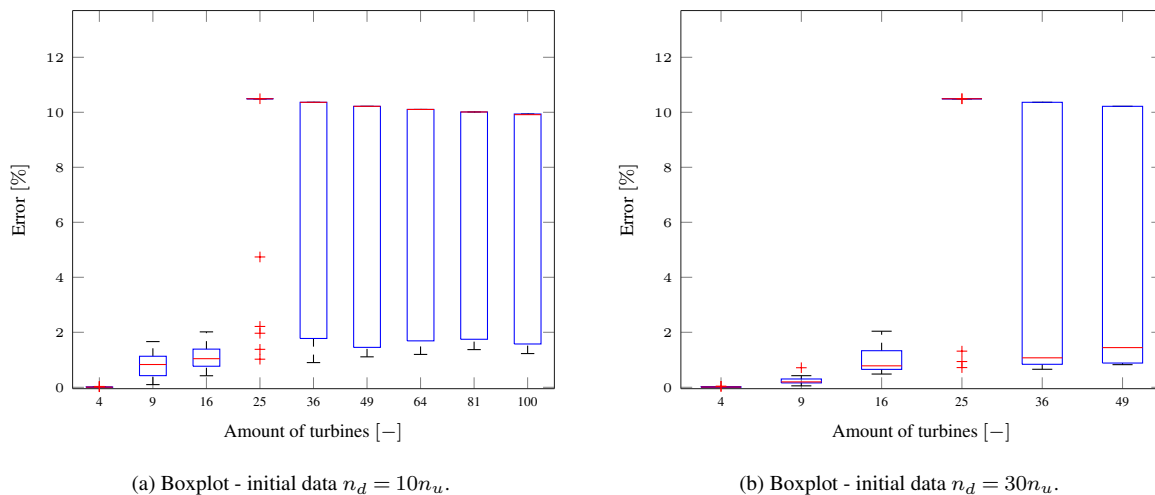 12
10
8
6
4
2
0
Error [%]
4 9 16 25 36 49 64 81 100
Amount of turbines [−]
(a) Boxplot - initial data n_d = 10n_u.
12
10
8
6
4
2
0
Error [%]
4 9 16 25 36 49
Amount of turbines [−]
(b) Boxplot - initial data n_d = 30n_u.